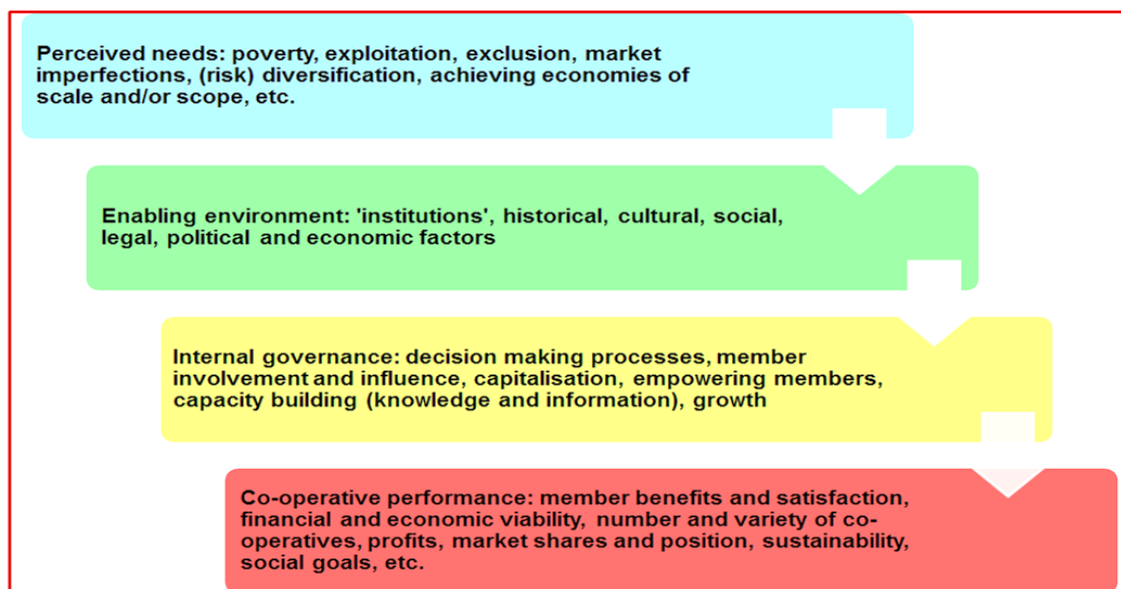 Perceived needs: poverty, exploitation, exclusion, market
imperfections, (risk) diversification, achieving economies of
scale and/or scope, etc.
Enabling environment: 'institutions', historical, cultural, social,
legal, political and economic factors
Internal governance: decision making processes, member
involvement and influence, capitalisation, empowering members,
capacity building (knowledge and information), growth
Co-operative performance: member benefits and satisfaction,
financial and economic viability, number and variety of co-
operatives, profits, market shares and position, sustainability,
social goals, etc.